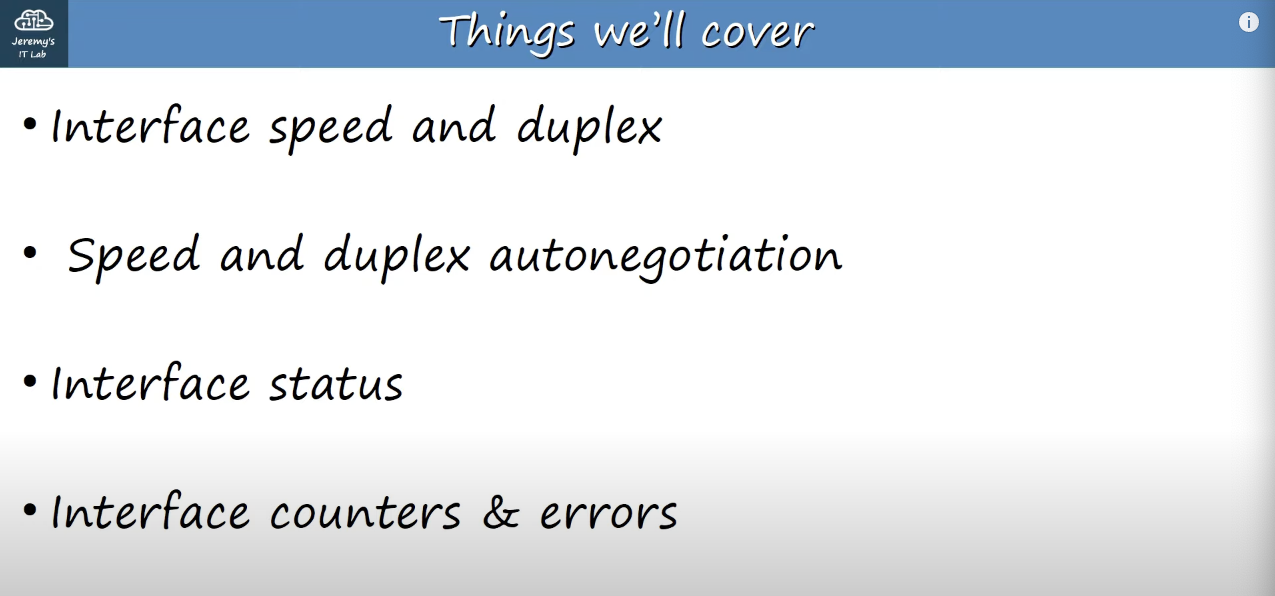 Jeremy's
IT Lab
Things we'll cover
i
• Interface speed and duplex
• Speed and duplex autonegotiation
• Interface status
• Interface counters & errors